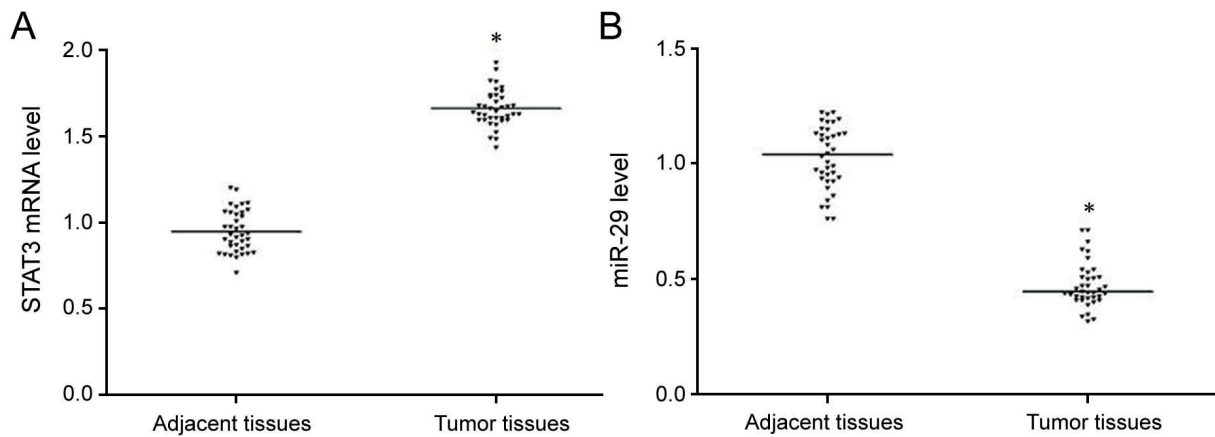 A
STAT3 mRNA level
2.0
1.5
1.0
0.5
0.0
*
Adjacent tissues
Tumor tissues
B
miR-29 level
1.5
1.0
0.5
0.0
*
Adjacent tissues
Tumor tissues